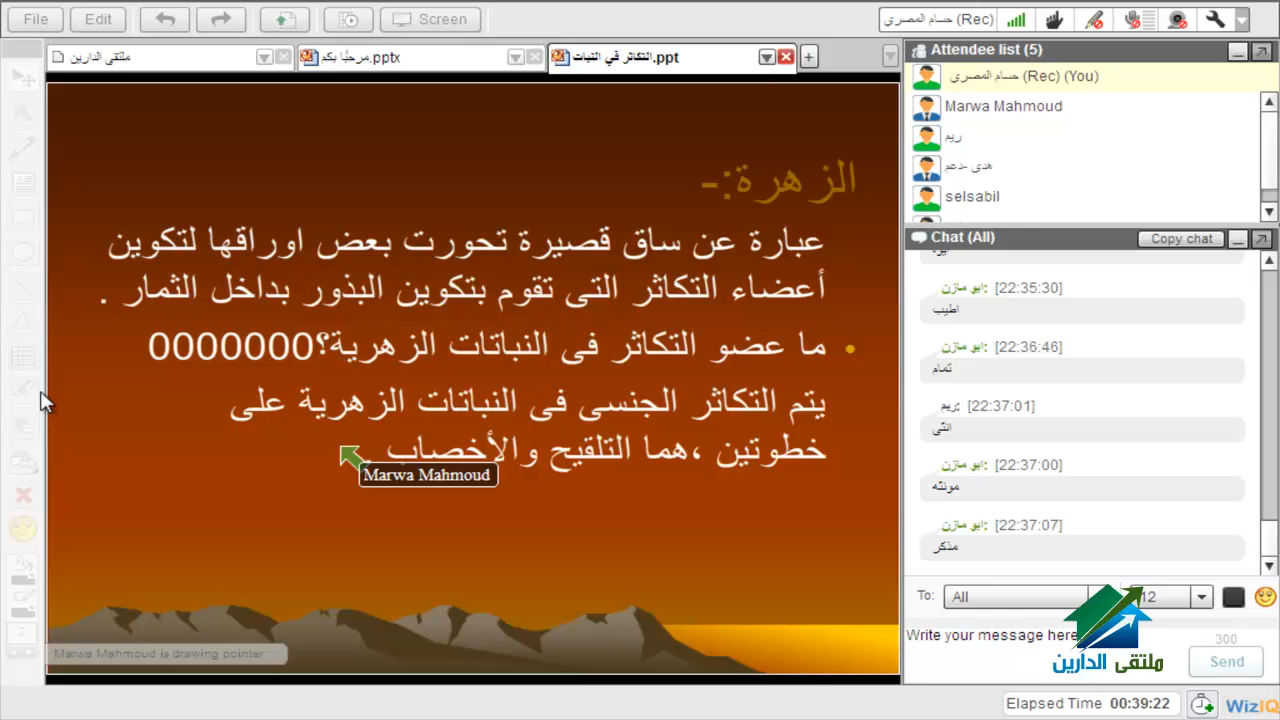 File
Edit
Screen
حسام المصري (Rec)
ملتقى الدارين
مرحبًا بكم.pptx
التكاثر في النبات.ppt
الزهرة:-
عبارة عن ساق قصيرة تحورت بعض اوراقها لتكوين
أعضاء التكاثر التى تقوم بتكوين البذور بداخل الثمار .
ما عضو التكاثر فى النباتات الزهرية؟0000000
يتم التكاثر الجنسى فى النباتات الزهرية على
خطوتين ،هما التلقيح والأخصاب .
Marwa Mahmoud
Marwa Mahmoud is drawing pointer
Attendee list (5)
حسام المصري (Rec) (You)
Marwa Mahmoud
ريم
هدى -دعم
selsabil
Chat (All)
Copy chat
ابو مازن: [22:35:30]
اطيب
ابو مازن: [22:36:46]
تمام
ريم: [22:37:01]
انثى
ابو مازن: [22:37:00]
مونثه
ابو مازن: [22:37:07]
مذكر
To:
All
12
Write your message here
300
Send
ملتقى الدارين
Elapsed Time 00:39:22
WizIQ